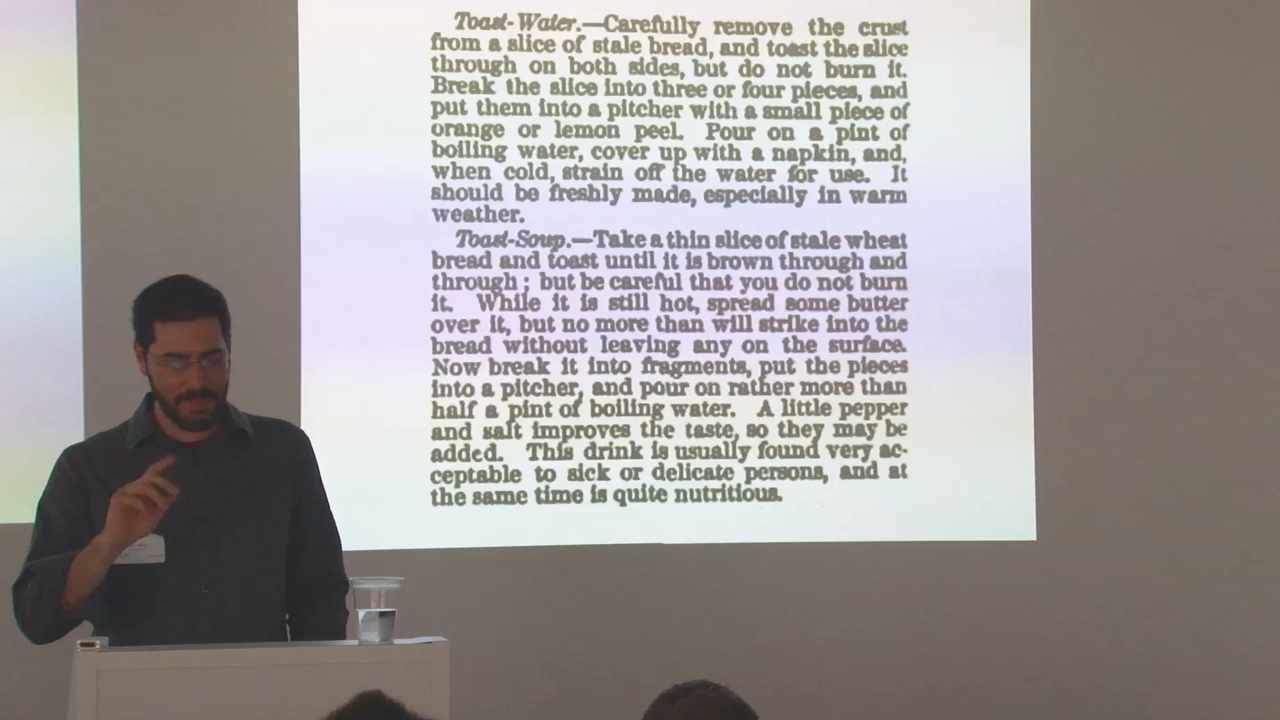 Toast-Water.—Carefully remove the crust
from a slice of stale bread, and toast the slice
through on both sides, but do not burn it.
Break the slice into three or four pieces, and
put them into a pitcher with a small piece of
orange or lemon peel. Pour on a pint of
boiling water, cover up with a napkin, and,
when cold, strain off the water for use. It
should be freshly made, especially in warm
weather.
Toast-Soup.—Take a thin slice of stale wheat
bread and toast until it is brown through and
through; but be careful that you do not burn
it. While it is still hot, spread some butter
over it, but no more than will strike into the
bread without leaving any on the surface.
Now break it into fragments, put the pieces
into a pitcher, and pour on rather more than
half a pint of boiling water. A little pepper
and salt improves the taste, so they may be
added. This drink is usually found very ac-
ceptable to sick or delicate persons, and at
the same time is quite nutritious.